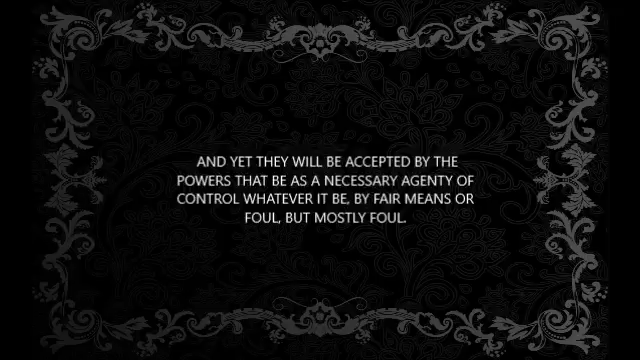 AND YET THEY WILL BE ACCEPTED BY THE
POWERS THAT BE AS A NECESSARY AGENTY OF
CONTROL WHATEVER IT BE, BY FAIR MEANS OR
FOUL, BUT MOSTLY FOUL.